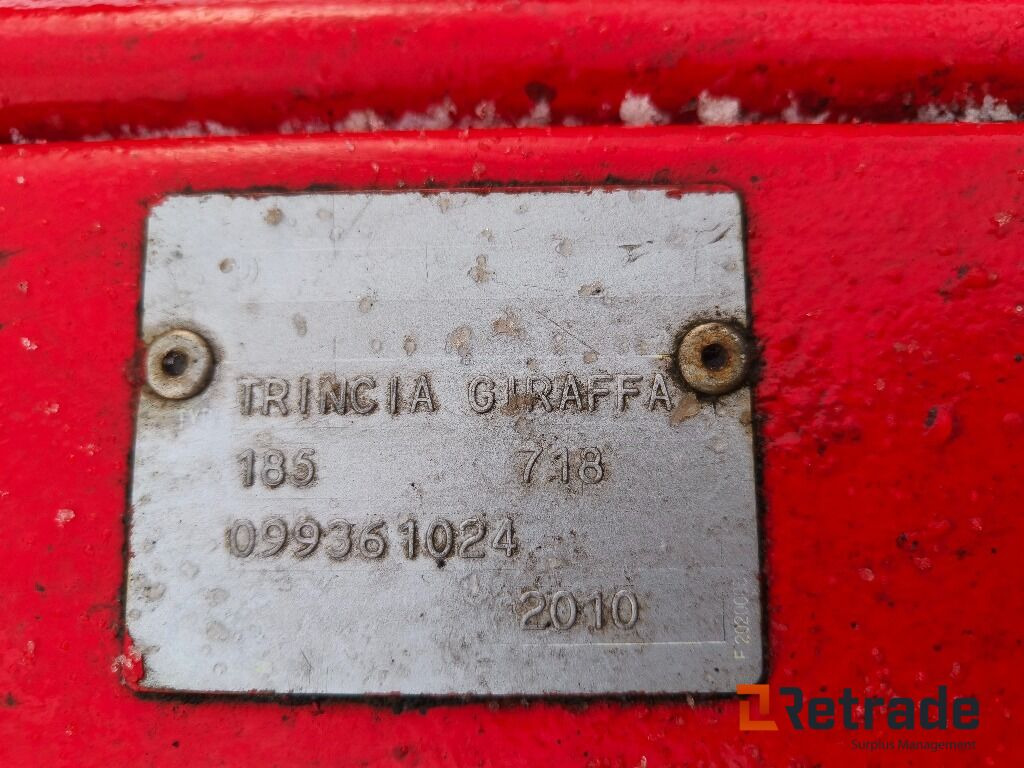 TRINCIA GIRAFFA
185 718
099361024
2010
Retrade
Surplus Management